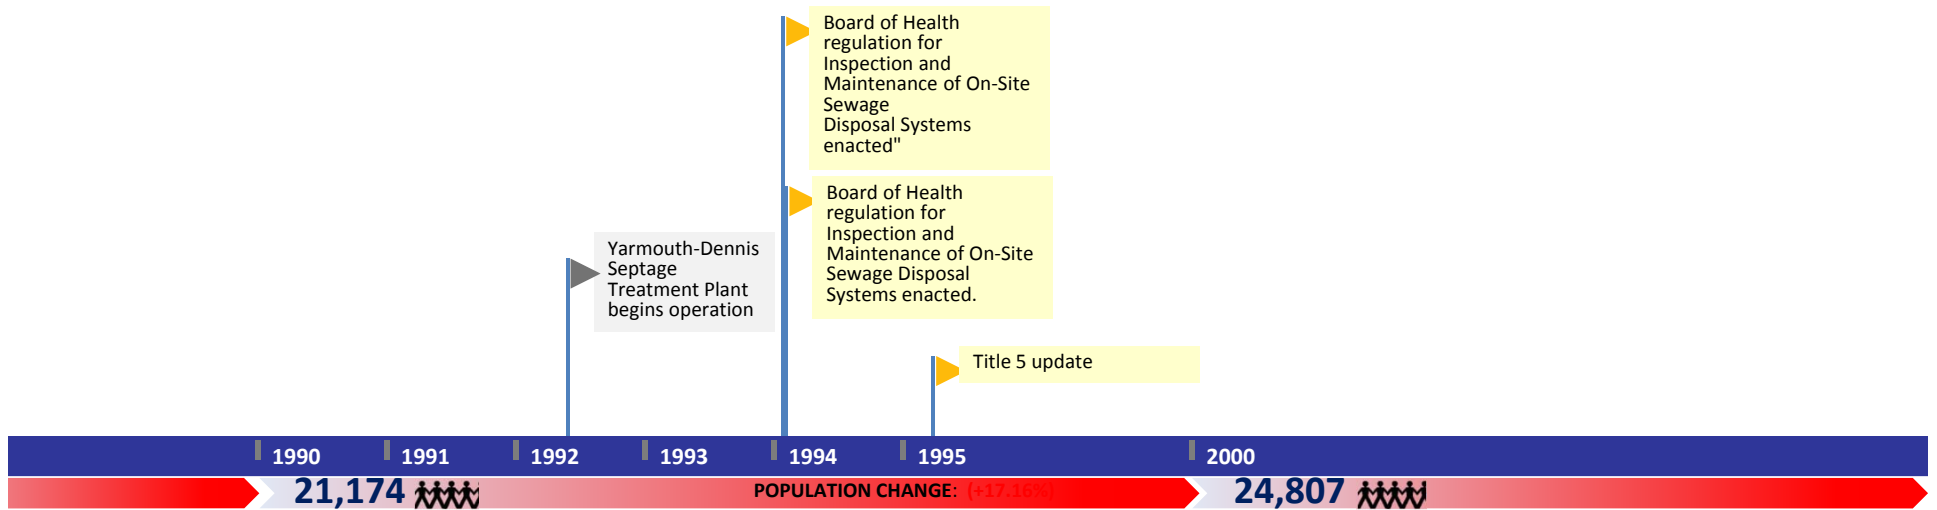 Board of Health
regulation for
Inspection and
Maintenance of On-Site
Sewage
Disposal Systems
enacted"
Board of Health
regulation for
Inspection and
Maintenance of On-Site
Sewage Disposal
Systems enacted.
Yarmouth-Dennis
Septage
Treatment Plant
begins operation
Title 5 update
1990 1991 1992 1993 1994 1995 2000
21,174 POPULATION CHANGE: (+17.16%) 24,807